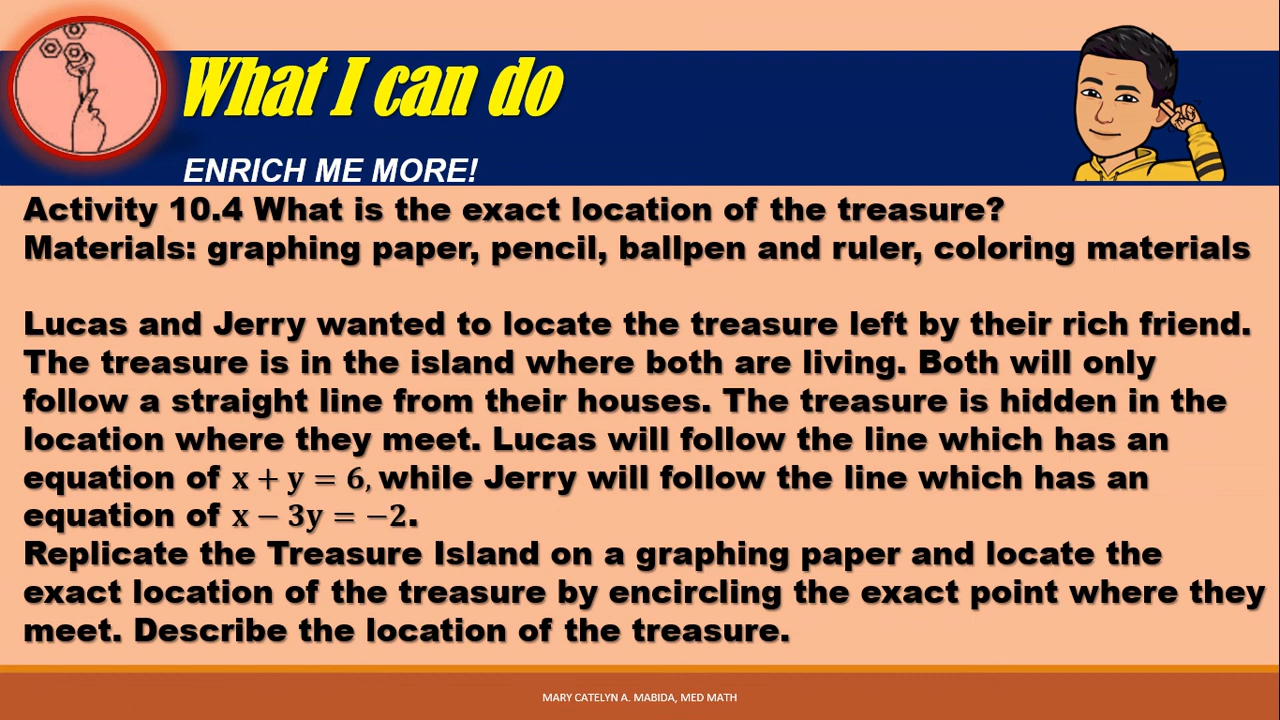 What I can do
ENRICH ME MORE!
Activity 10.4 What is the exact location of the treasure?
Materials: graphing paper, pencil, ballpen and ruler, coloring materials
Lucas and Jerry wanted to locate the treasure left by their rich friend.
The treasure is in the island where both are living. Both will only
follow a straight line from their houses. The treasure is hidden in the
location where they meet. Lucas will follow the line which has an
equation of x + y = 6, while Jerry will follow the line which has an
equation of x − 3y = −2.
Replicate the Treasure Island on a graphing paper and locate the
exact location of the treasure by encircling the exact point where they
meet. Describe the location of the treasure.
MARY CATELYN A. MABIDA, MED MATH